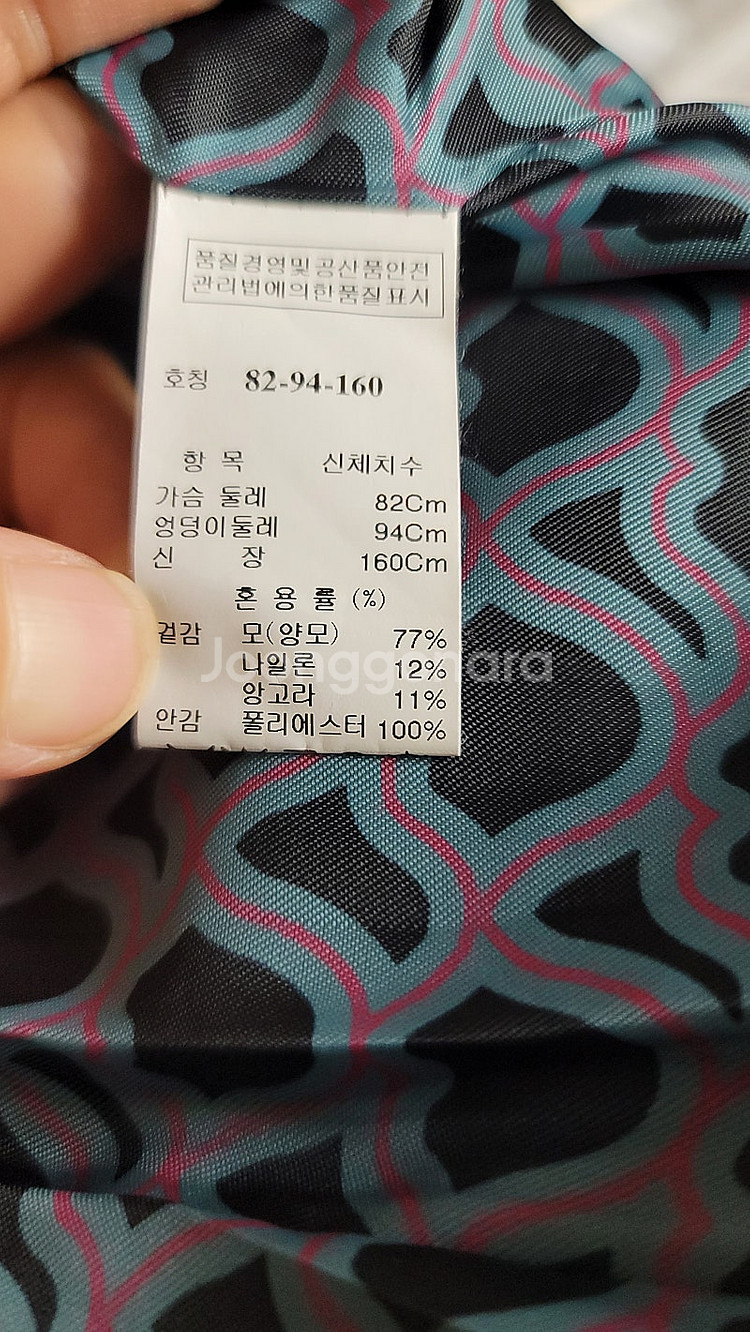 품질경영및공산품안전
관리법에의한품질표시
호칭 82-94-160
항 목 신체치수
가슴 둘레 82Cm
엉덩이둘레 94Cm
신 장 160Cm
혼 용 률 (%)
겉감 모(양모) 77%
나일론 12%
앙고라 11%
안감 폴리에스터 100%
Joonggonara